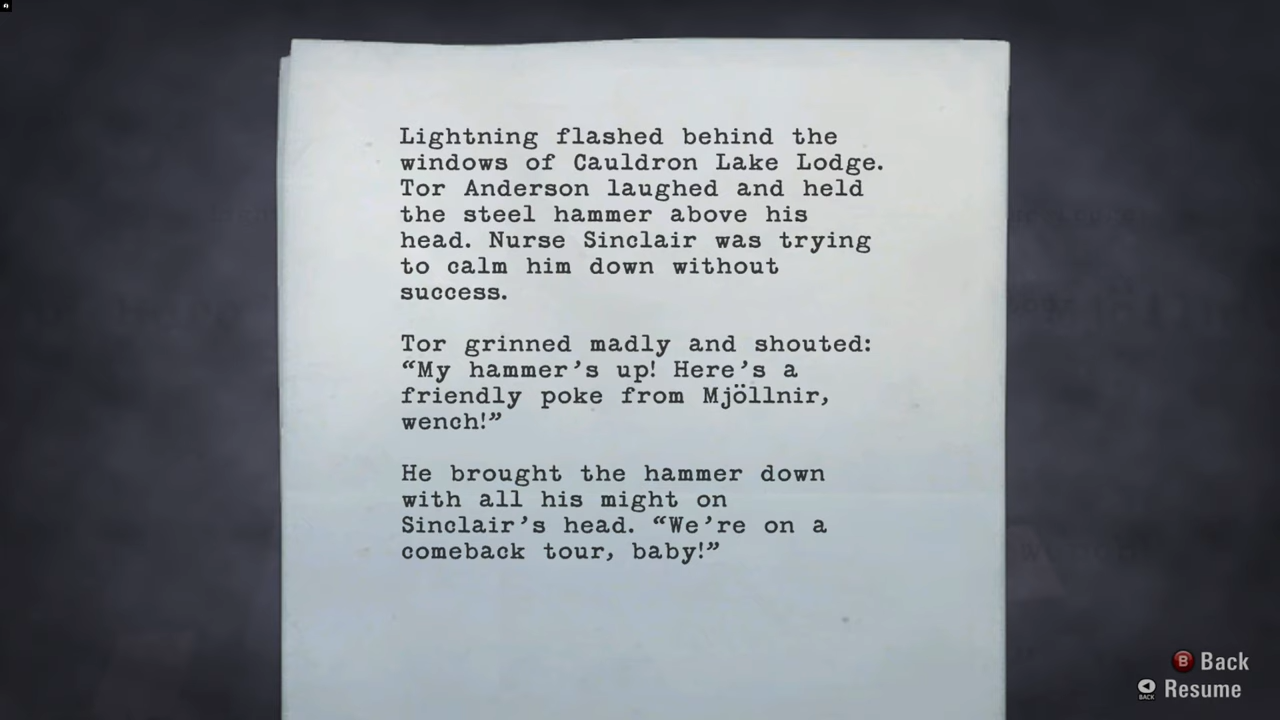 Lightning flashed behind the
windows of Cauldron Lake Lodge.
Tor Anderson laughed and held
the steel hammer above his
head. Nurse Sinclair was trying
to calm him down without
success.
Tor grinned madly and shouted:
“My hammer’s up! Here’s a
friendly poke from Mjöllnir,
wench!”
He brought the hammer down
with all his might on
Sinclair’s head. “We’re on a
comeback tour, baby!”
B Back
BACK Resume